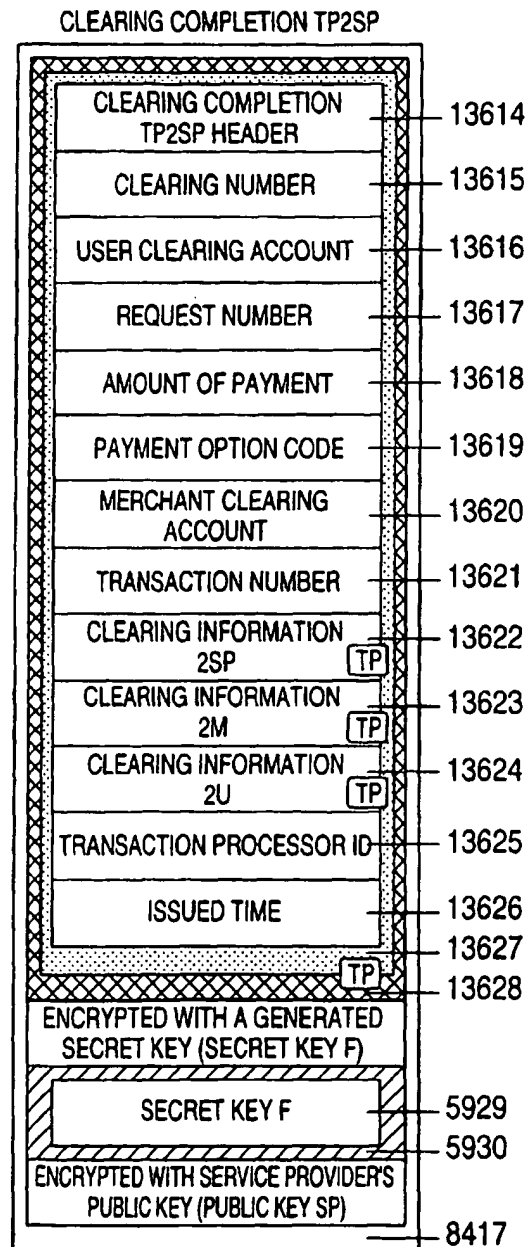 CLEARING COMPLETION TP2SP
CLEARING COMPLETION
TP2SP HEADER
13614
CLEARING NUMBER
13615
USER CLEARING ACCOUNT
13616
REQUEST NUMBER
13617
AMOUNT OF PAYMENT
13618
PAYMENT OPTION CODE
13619
MERCHANT CLEARING
ACCOUNT
13620
TRANSACTION NUMBER
13621
CLEARING INFORMATION
2SP
TP
13622
CLEARING INFORMATION
2M
TP
13623
CLEARING INFORMATION
2U
TP
13624
TRANSACTION PROCESSOR ID
13625
ISSUED TIME
13626
13627
TP
13628
ENCRYPTED WITH A GENERATED
SECRET KEY (SECRET KEY F)
SECRET KEY F
5929
5930
ENCRYPTED WITH SERVICE PROVIDER'S
PUBLIC KEY (PUBLIC KEY SP)
8417